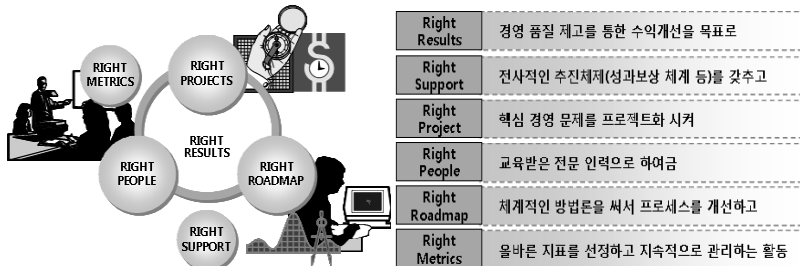 RIGHT
METRICS
RIGHT
PROJECTS
RIGHT
RESULTS
RIGHT
PEOPLE
RIGHT
ROADMAP
RIGHT
SUPPORT
Right
Results
경영 품질 제고를 통한 수익개선을 목표로
Right
Support
전사적인 추진체제(성과보상 체계 등)를 갖추고
Right
Project
핵심 경영 문제를 프로젝트화 시켜
Right
People
교육받은 전문 인력으로 하여금
Right
Roadmap
체계적인 방법론을 써서 프로세스를 개선하고
Right
Metrics
올바른 지표를 선정하고 지속적으로 관리하는 활동